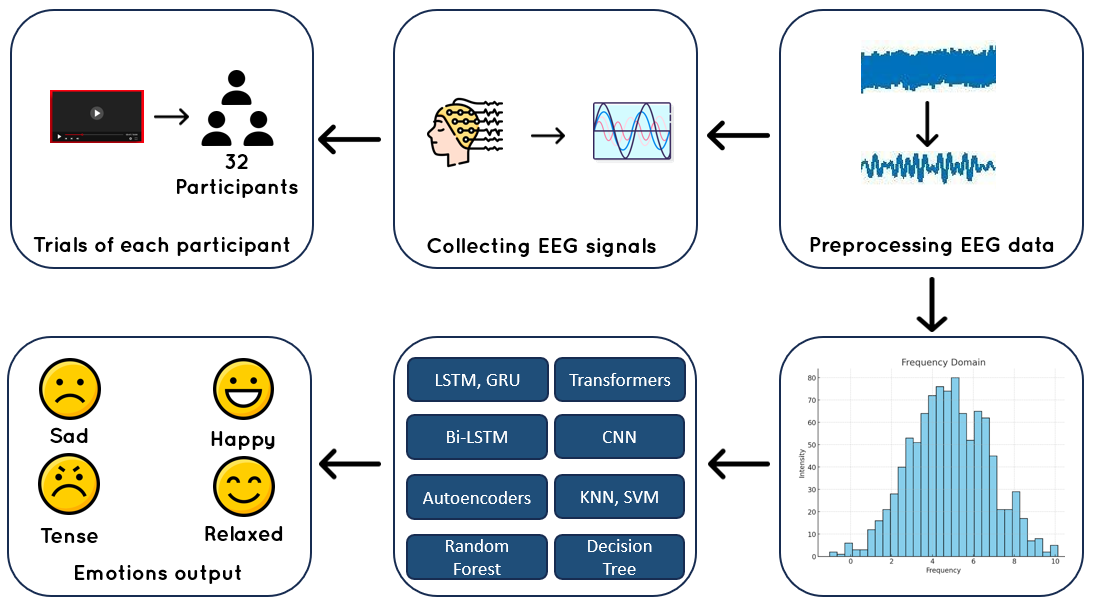 32
Participants
Trials of each participant
Collecting EEG signals
Preprocessing EEG data
Sad
Happy
Tense
Relaxed
Emotions output
LSTM, GRU
Transformers
Bi-LSTM
CNN
Autoencoders
KNN, SVM
Random
Forest
Decision
Tree
Frequency Domain
Intensity
80
70
60
50
40
30
20
10
0
0
2
4
6
8
10
Frequency